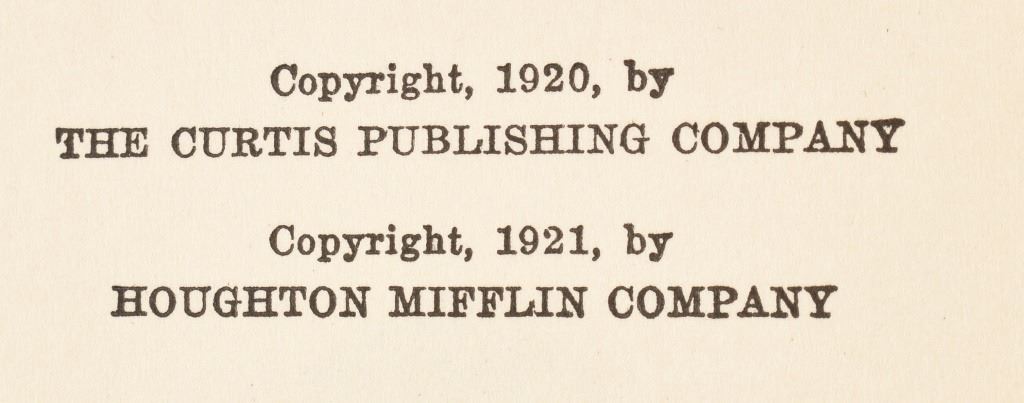 Copyright, 1920, by
THE CURTIS PUBLISHING COMPANY
Copyright, 1921, by
HOUGHTON MIFFLIN COMPANY